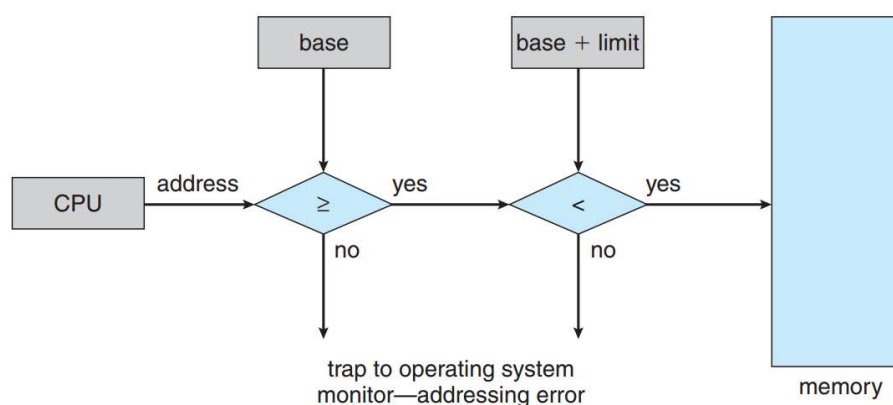 base
base + limit
CPU
address
≥
yes
<
yes
no
no
trap to operating system
monitor—addressing error
memory